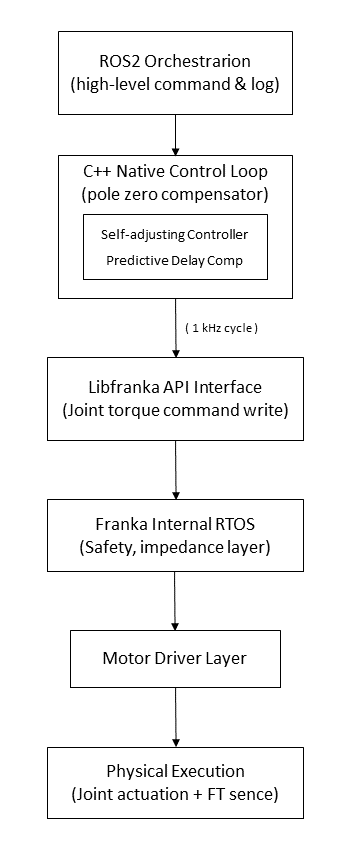 ROS2 Orchestrarion
(high-level command & log)
C++ Native Control Loop
(pole zero compensator)
Self-adjusting Controller
Predictive Delay Comp
( 1 kHz cycle )
Libfranka API Interface
(Joint torque command write)
Franka Internal RTOS
(Safety, impedance layer)
Motor Driver Layer
Physical Execution
(Joint actuation + FT sence)